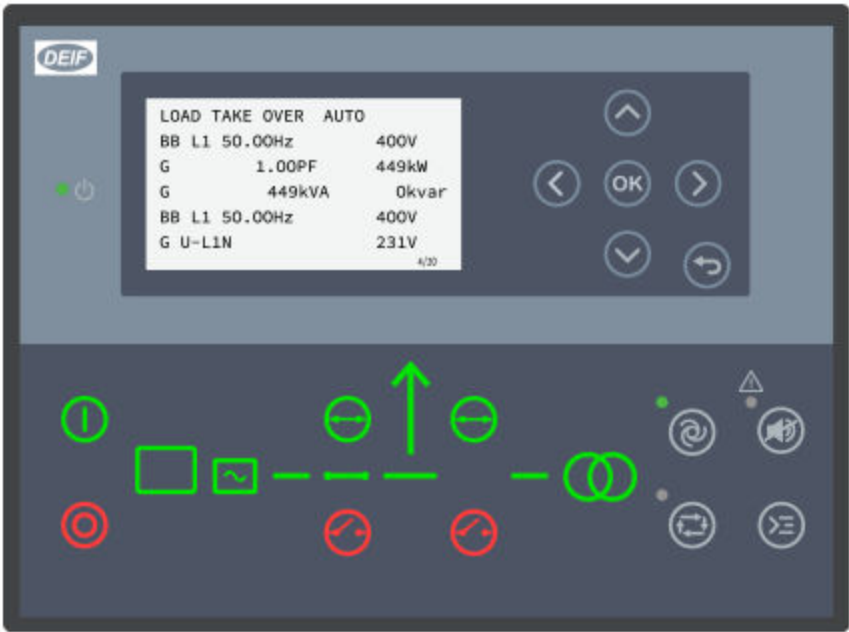 DEIF
LOAD TAKE OVER AUTO
BB L1 50.00Hz 400V
G 1.00PF 449kW
G 449kVA 0kvar
BB L1 50.00Hz 400V
G U-L1N 231V
4/20
OK